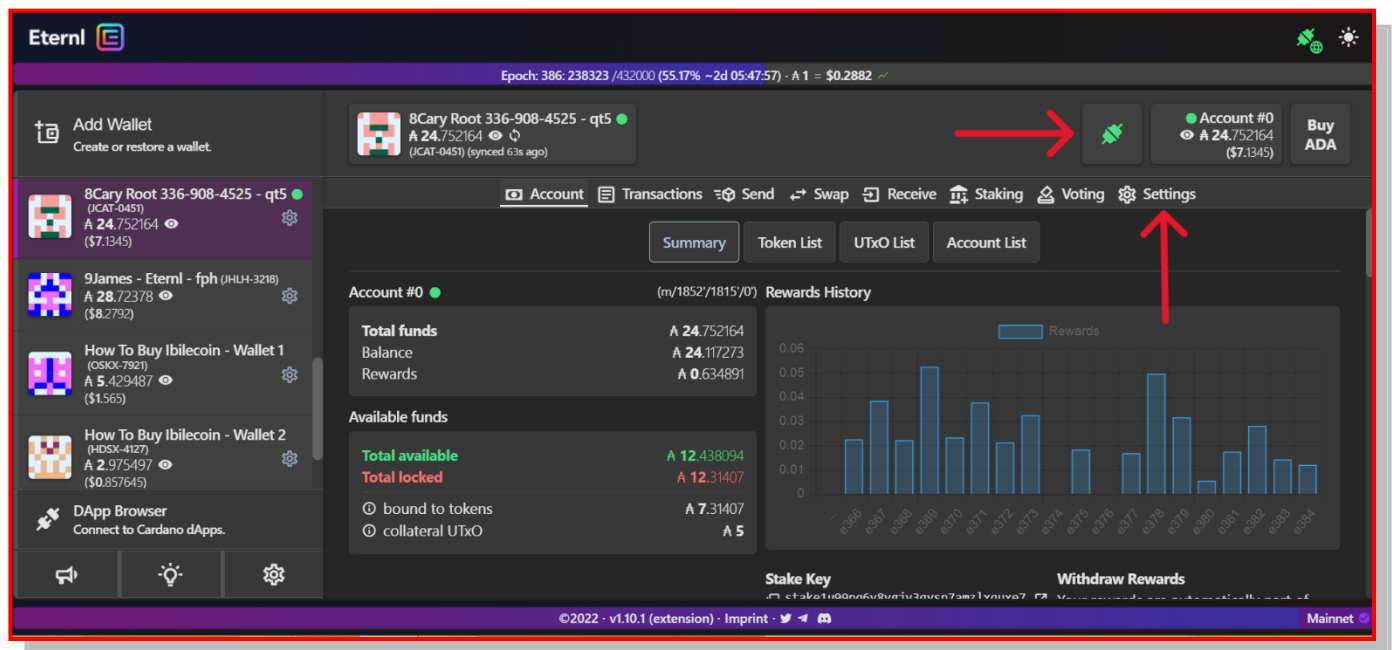 Eternl
Epoch: 386: 238323 /432000 (55.17% ~2d 05:47:57) · ₳ 1 = $0.2882
Add Wallet
Create or restore a wallet.
8Cary Root 336-908-4525 - qt5
(JCAT-0451)
₳ 24.752164
($7.1345)
9James - Eternl - fph (JHLH-3218)
₳ 28.72378
($8.2792)
How To Buy Ibilecoin - Wallet 1
(OSKX-7921)
₳ 5.429487
($1.565)
How To Buy Ibilecoin - Wallet 2
(HDSX-4127)
₳ 2.975497
($0.857645)
DApp Browser
Connect to Cardano dApps.
8Cary Root 336-908-4525 - qt5
₳ 24.752164
(JCAT-0451) (synced 63s ago)
Account #0
₳ 24.752164
($7.1345)
Buy
ADA
Account Transactions Send Swap Receive Staking Voting Settings
Summary Token List UTxO List Account List
Account #0 (m/1852'/1815'/0')
Total funds ₳ 24.752164
Balance ₳ 24.117273
Rewards ₳ 0.634891
Available funds
Total available ₳ 12.438094
Total locked ₳ 12.31407
bound to tokens ₳ 7.31407
collateral UTxO ₳ 5
Rewards History
Rewards
0.06
0.05
0.04
0.03
0.02
0.01
0
... e366 e367 e368 e369 e370 e371 e372 e373 e374 e375 e376 e377 e378 e379 e380 e381 e382 e383 e384
Stake Key
Withdraw Rewards
©2022 · v1.10.1 (extension) · Imprint ·
Mainnet